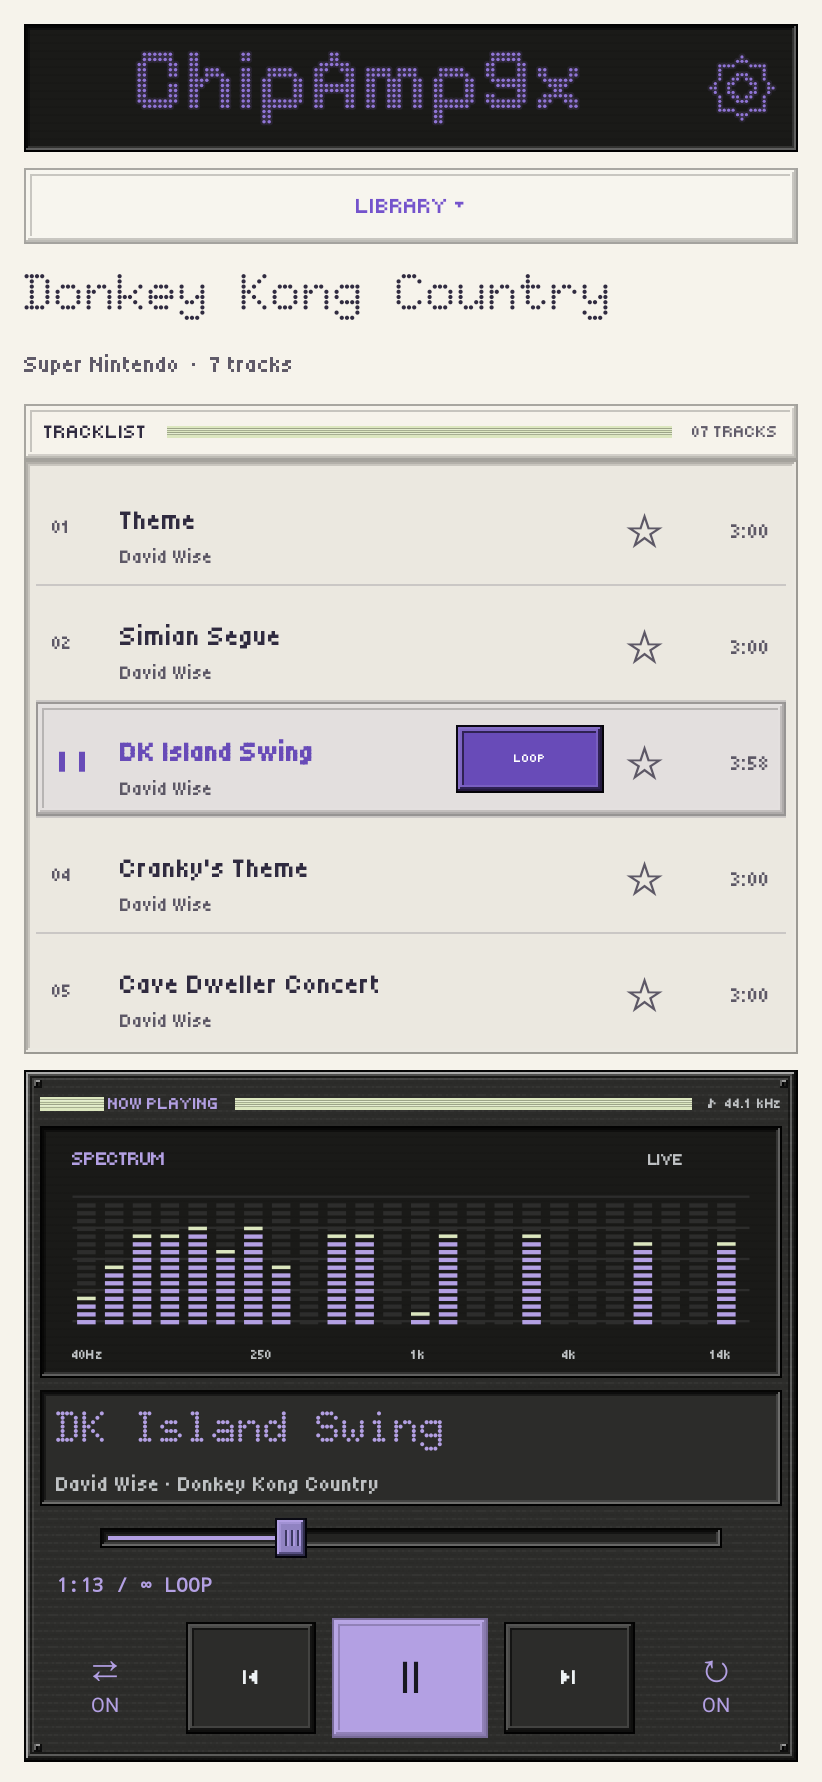 ChipAmp9x
LIBRARY ▾
Donkey Kong Country
Super Nintendo · 7 tracks
TRACKLIST 07 TRACKS
01 Theme 3:00
David Wise
02 Simian Segue 3:00
David Wise
DK Island Swing LOOP 3:58
David Wise
04 Cranky's Theme 3:00
David Wise
05 Cave Dweller Concert 3:00
David Wise
NOW PLAYING ♪ 44.1 kHz
SPECTRUM LIVE
40Hz 250 1k 4k 14k
DK Island Swing
David Wise · Donkey Kong Country
1:13 / ∞ LOOP
ON ON